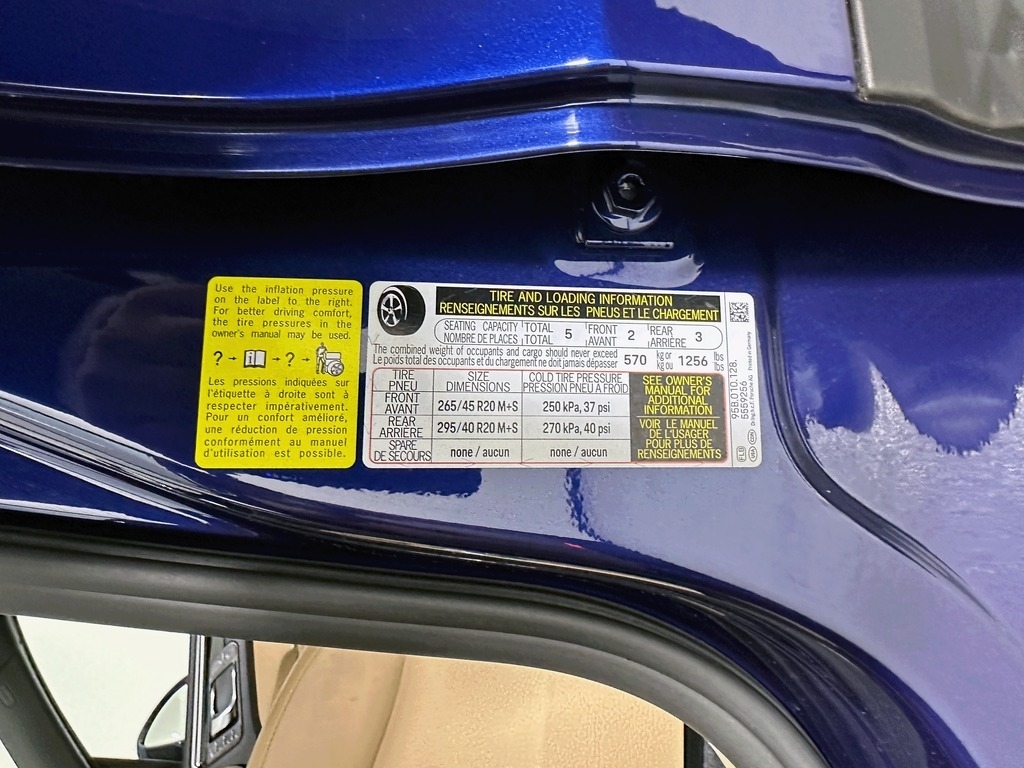 Use the inflation pressure
on the label to the right.
For better driving comfort,
the tire pressures in the
owner's manual may be used.
? - i - ? -
Les pressions indiquées sur
l'étiquette à droite sont à
respecter impérativement.
Pour un confort amélioré,
une réduction de pression
conformément au manuel
d'utilisation est possible.
TIRE AND LOADING INFORMATION
RENSEIGNEMENTS SUR LES PNEUS ET LE CHARGEMENT
SEATING CAPACITY TOTAL 5 FRONT 2 REAR 3
NOMBRE DE PLACES TOTAL AVANT ARRIÈRE
The combined weight of occupants and cargo should never exceed 570 kg or 1256 lbs
Le poids total des occupants et du chargement ne doit jamais dépasser kg ou lbs
TIRE SIZE COLD TIRE PRESSURE
PNEU DIMENSIONS PRESSION PNEU A FROID
FRONT 265/45 R20 M+S 250 kPa, 37 psi
AVANT
REAR 295/40 R20 M+S 270 kPa, 40 psi
ARRIÈRE
SPARE none / aucun none / aucun
DE SECOURS
SEE OWNER'S
MANUAL FOR
ADDITIONAL
INFORMATION
VOIR LE MANUEL
DE L'USAGER
POUR PLUS DE
RENSEIGNEMENTS
95B.010.128.
5559256
Printed in Germany